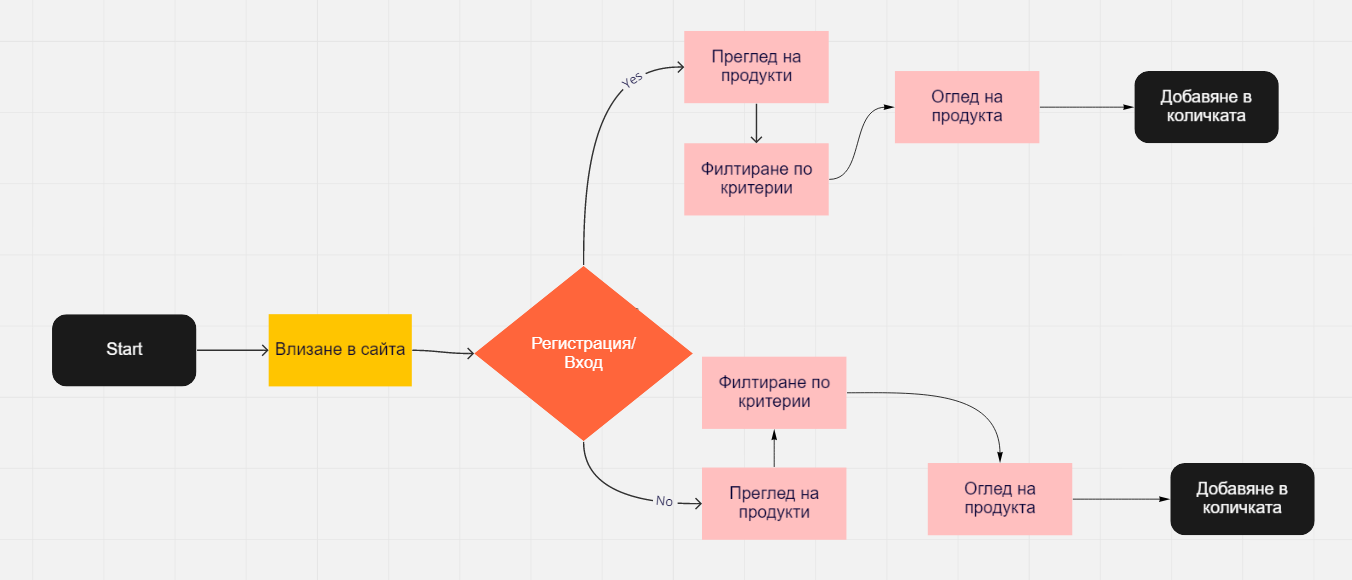 Start
Влизане в сайта
Регистрация/
Вход
Yes
Преглед на
продукти
Филтиране по
критерии
Оглед на
продукта
Добавяне в
количката
No
Преглед на
продукти
Филтиране по
критерии
Оглед на
продукта
Добавяне в
количката